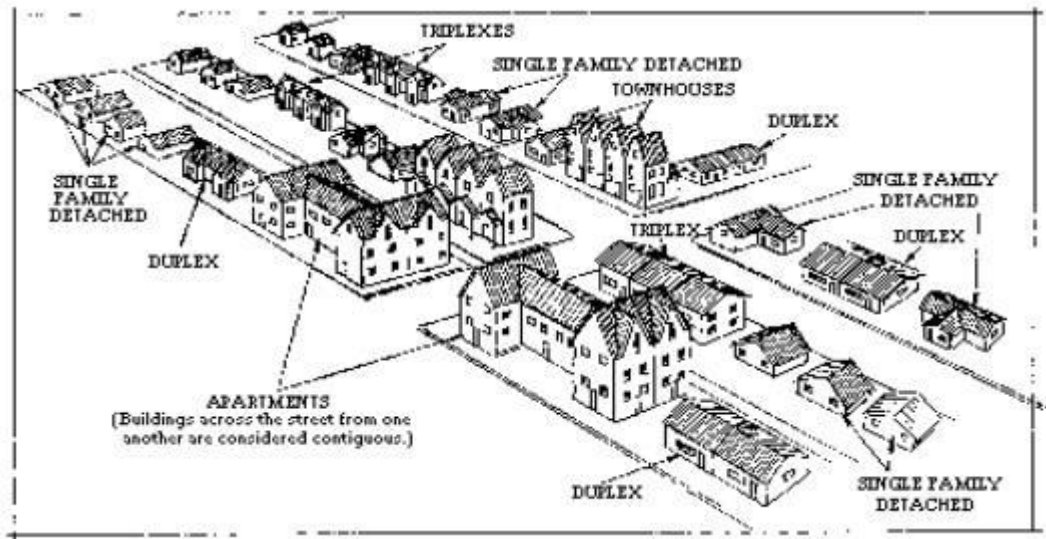 TRIPLEXES
SINGLE FAMILY DETACHED
TOWNHOUSES
DUPLEX
SINGLE
FAMILY
DETACHED
SINGLE FAMILY
DETACHED
DUPLEX
TRIPLEX
DUPLEX
APARTMENTS
(Buildings across the street from one
another are considered contiguous.)
DUPLEX
SINGLE FAMILY
DETACHED